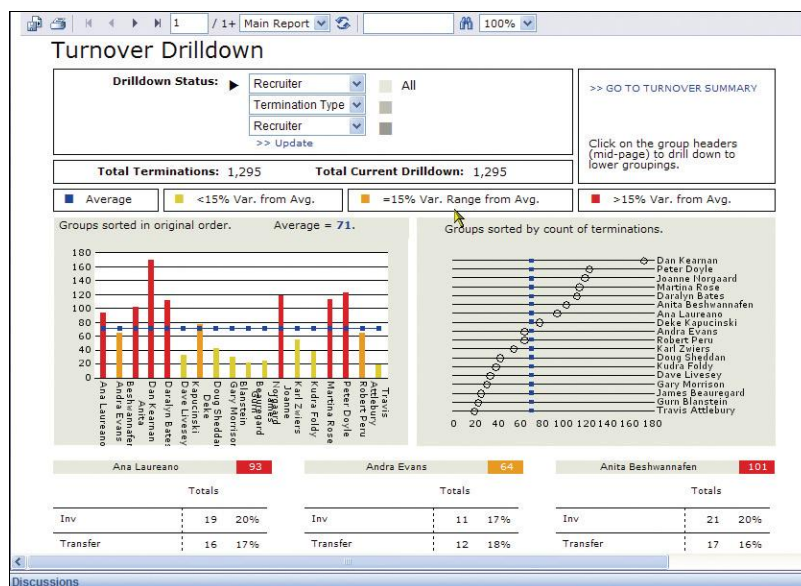 1 / 1+ Main Report 100%
Turnover Drilldown
Drilldown Status: Recruiter All
Termination Type
Recruiter
>> Update
>> GO TO TURNOVER SUMMARY
Click on the group headers
(mid-page) to drill down to
lower groupings.
Total Terminations: 1,295 Total Current Drilldown: 1,295
Average <15% Var. from Avg. =15% Var. Range from Avg. >15% Var. from Avg.
Groups sorted in original order. Average = 71.
180
160
140
120
100
80
60
40
20
0
Ana Laureano
Andra Evans
Beshwannafen
Anita
Dan Kearnan
Daralyn Bates
Dave Livesey
Kapucinski
Deke
Doug Sheddan
Gary Morrison
Blanstein
Gurn
Beauregard
James
Norgaard
Joanne
Karl Zwiers
Kudra Foldy
Martina Rose
Peter Doyle
Robert Peru
Attlebury
Travis
Groups sorted by count of terminations.
Dan Kearnan
Peter Doyle
Joanne Norgaard
Martina Rose
Daralyn Bates
Anita Beshwannafen
Ana Laureano
Deke Kapucinski
Andra Evans
Robert Peru
Karl Zwiers
Doug Sheddan
Kudra Foldy
Dave Livesey
Gary Morrison
James Beauregard
Gurn Blanstein
Travis Attlebury
0 20 40 60 80 100 120 140 160 180
Ana Laureano 93
Totals
Inv 19 20%
Transfer 16 17%
Andra Evans 64
Totals
Inv 11 17%
Transfer 12 18%
Anita Beshwannafen 101
Totals
Inv 21 20%
Transfer 17 16%
Discussions